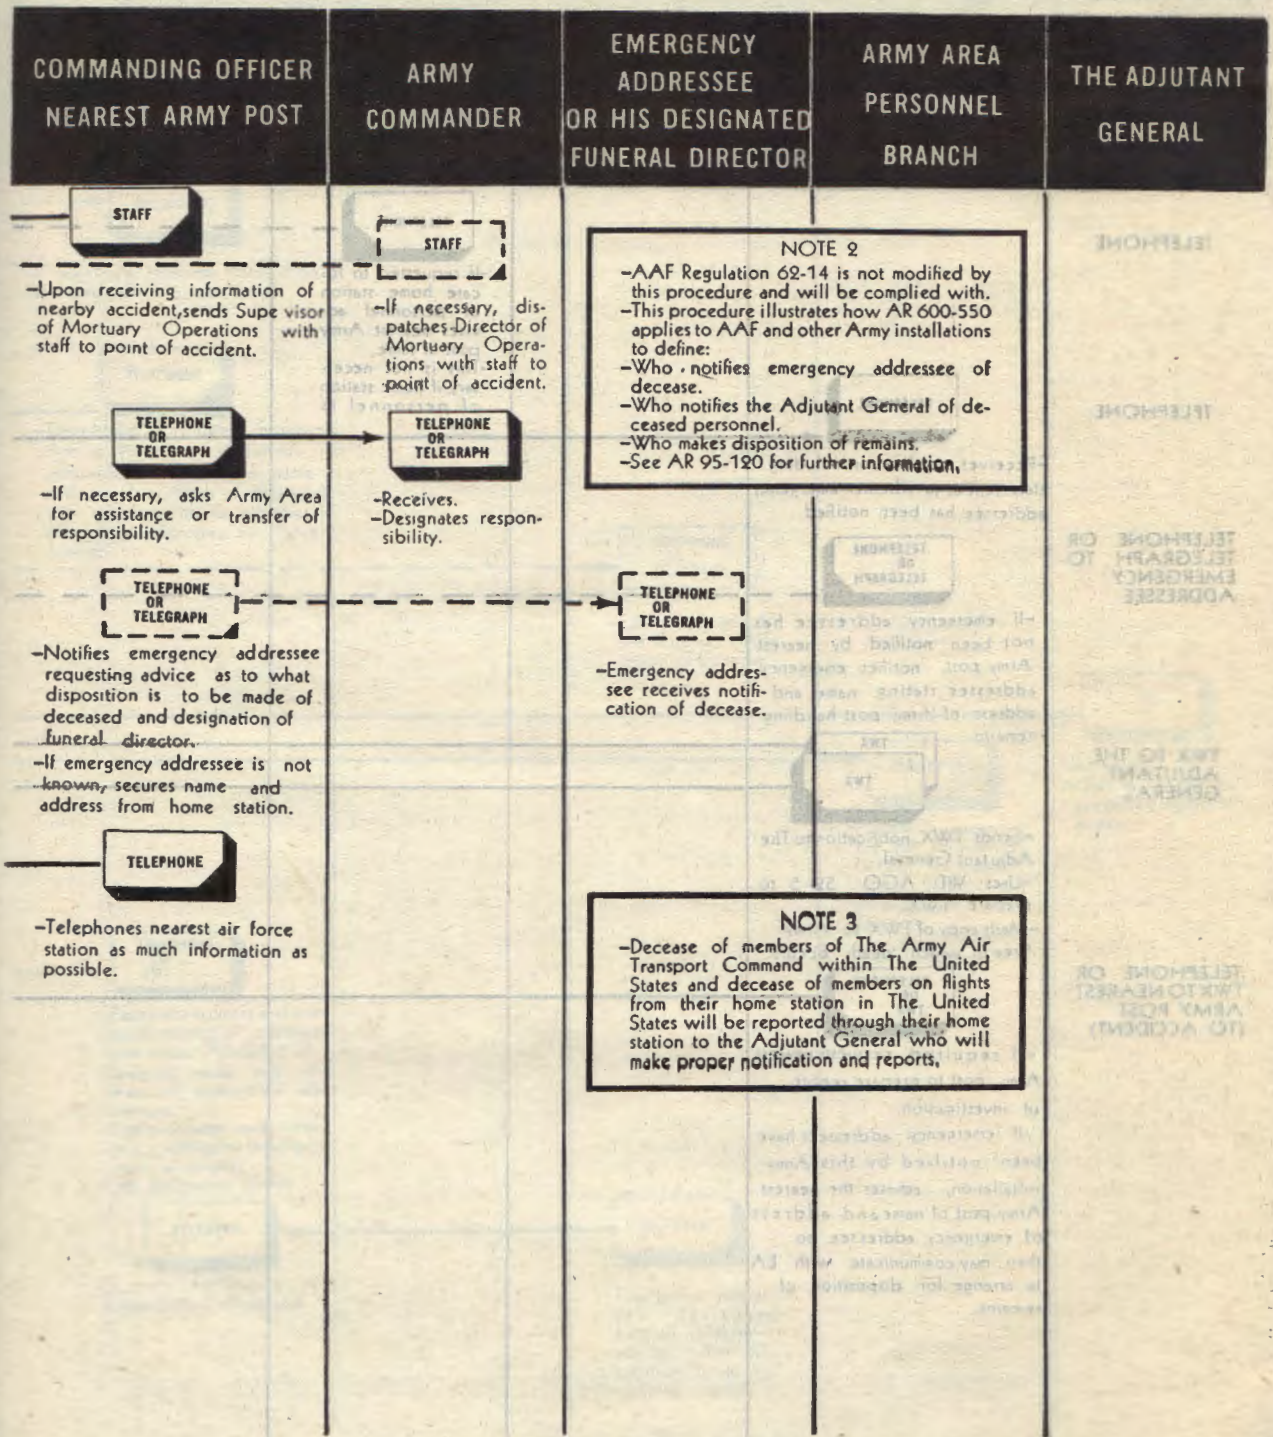 COMMANDING OFFICER
NEAREST ARMY POST
ARMY
COMMANDER
EMERGENCY
ADDRESSEE
OR HIS DESIGNATED
FUNERAL DIRECTOR
ARMY AREA
PERSONNEL
BRANCH
THE ADJUTANT
GENERAL
STAFF
-Upon receiving information of
nearby accident,sends Supe visor
of Mortuary Operations with
staff to point of accident.
STAFF
-If necessary, dis-
patches Director of
Mortuary Opera-
tions with staff to
point of accident.
NOTE 2
-AAF Regulation 62-14 is not modified by
this procedure and will be complied with.
-This procedure illustrates how AR 600-550
applies to AAF and other Army installations
to define:
-Who notifies emergency addressee of
decease.
-Who notifies the Adjutant General of de-
ceased personnel.
-Who makes disposition of remains.
-See AR 95-120 for further information.
TELEPHONE
OR
TELEGRAPH
-If necessary, asks Army Area
for assistance or transfer of
responsibility.
TELEPHONE
OR
TELEGRAPH
-Receives.
-Designates respon-
sibility.
TELEPHONE
OR
TELEGRAPH
-Notifies emergency addressee
requesting advice as to what
disposition is to be made of
deceased and designation of
funeral director.
-If emergency addressee is not
known, secures name and
address from home station.
TELEPHONE
OR
TELEGRAPH
-Emergency addres-
see receives notifi-
cation of decease.
TELEPHONE
-Telephones nearest air force
station as much information as
possible.
NOTE 3
-Decease of members of The Army Air
Transport Command within The United
States and decease of members on flights
from their home station in The United
States will be reported through their home
station to the Adjutant General who will
make proper notification and reports.